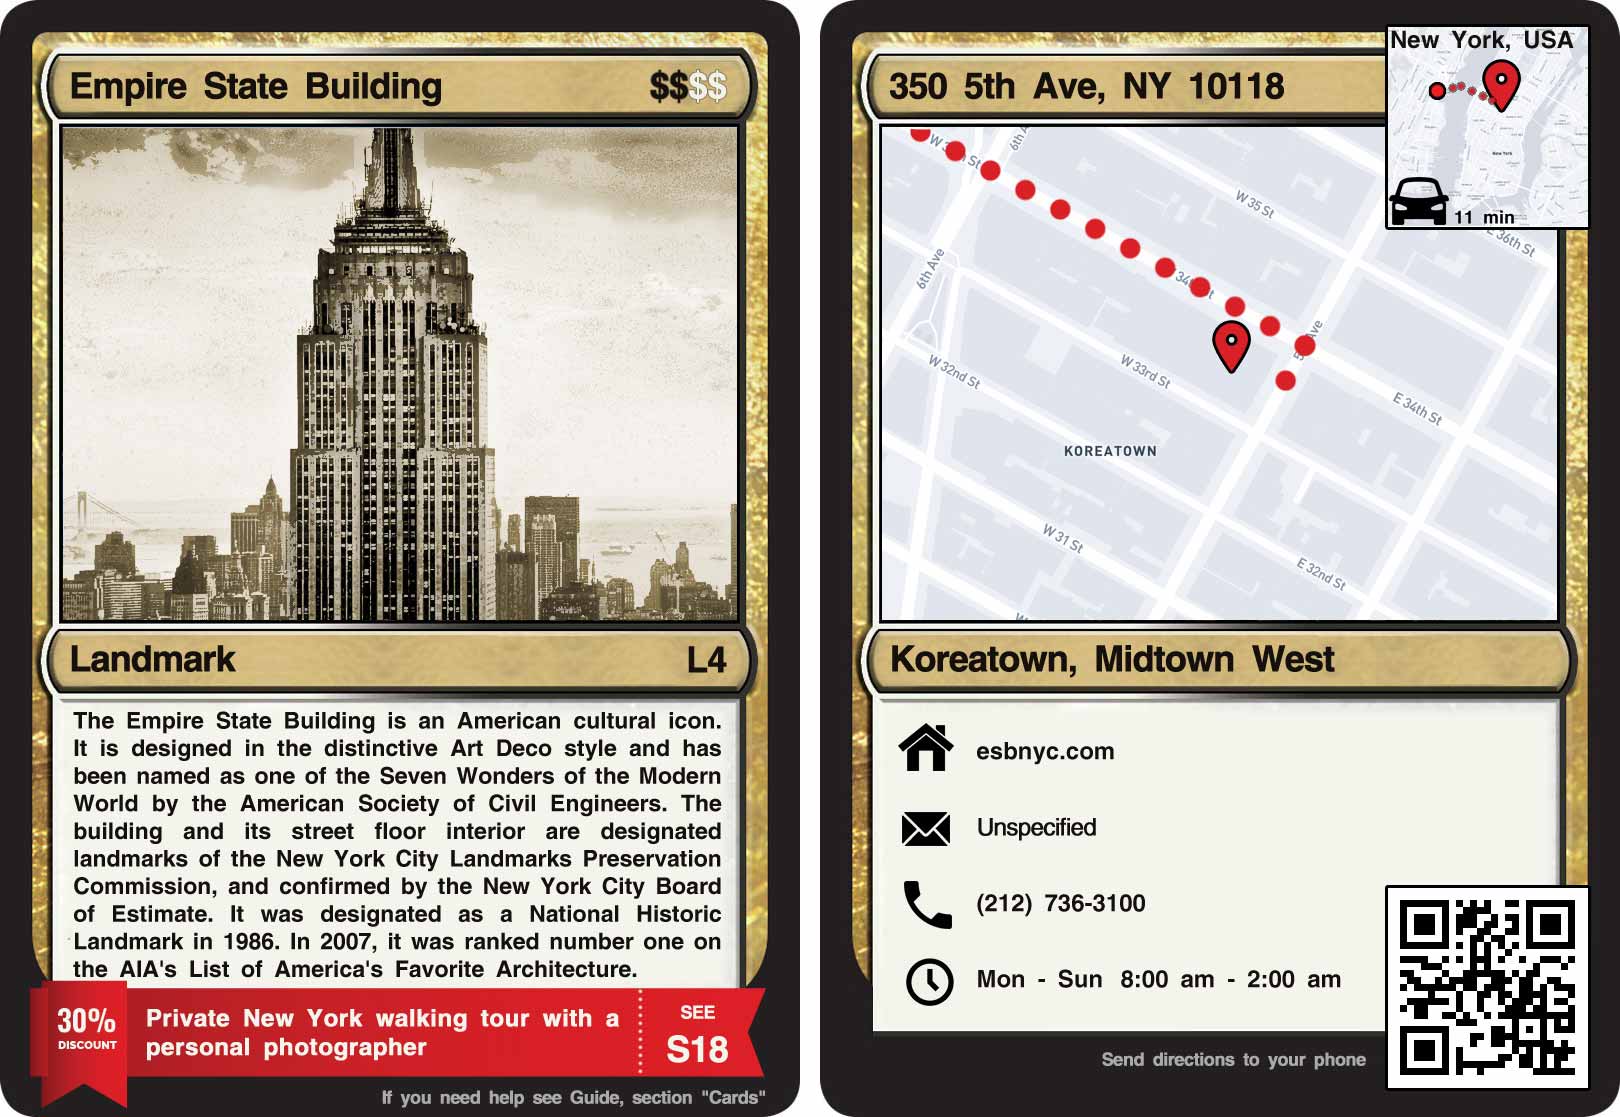 Empire State Building $$$$
Landmark L4
The Empire State Building is an American cultural icon.
It is designed in the distinctive Art Deco style and has
been named as one of the Seven Wonders of the Modern
World by the American Society of Civil Engineers. The
building and its street floor interior are designated
landmarks of the New York City Landmarks Preservation
Commission, and confirmed by the New York City Board
of Estimate. It was designated as a National Historic
Landmark in 1986. In 2007, it was ranked number one on
the AIA's List of America's Favorite Architecture.
30%
DISCOUNT
Private New York walking tour with a
personal photographer
SEE
S18
If you need help see Guide, section "Cards"
350 5th Ave, NY 10118
New York, USA
New York
11 min
6th A
W 35 St
E 36th St
6th Ave
34
W 33rd St
W 32nd St
E 34th St
KOREATOWN
W 31 St
E 32nd St
Koreatown, Midtown West
esbnyc.com
Unspecified
(212) 736-3100
Mon - Sun 8:00 am - 2:00 am
Send directions to your phone